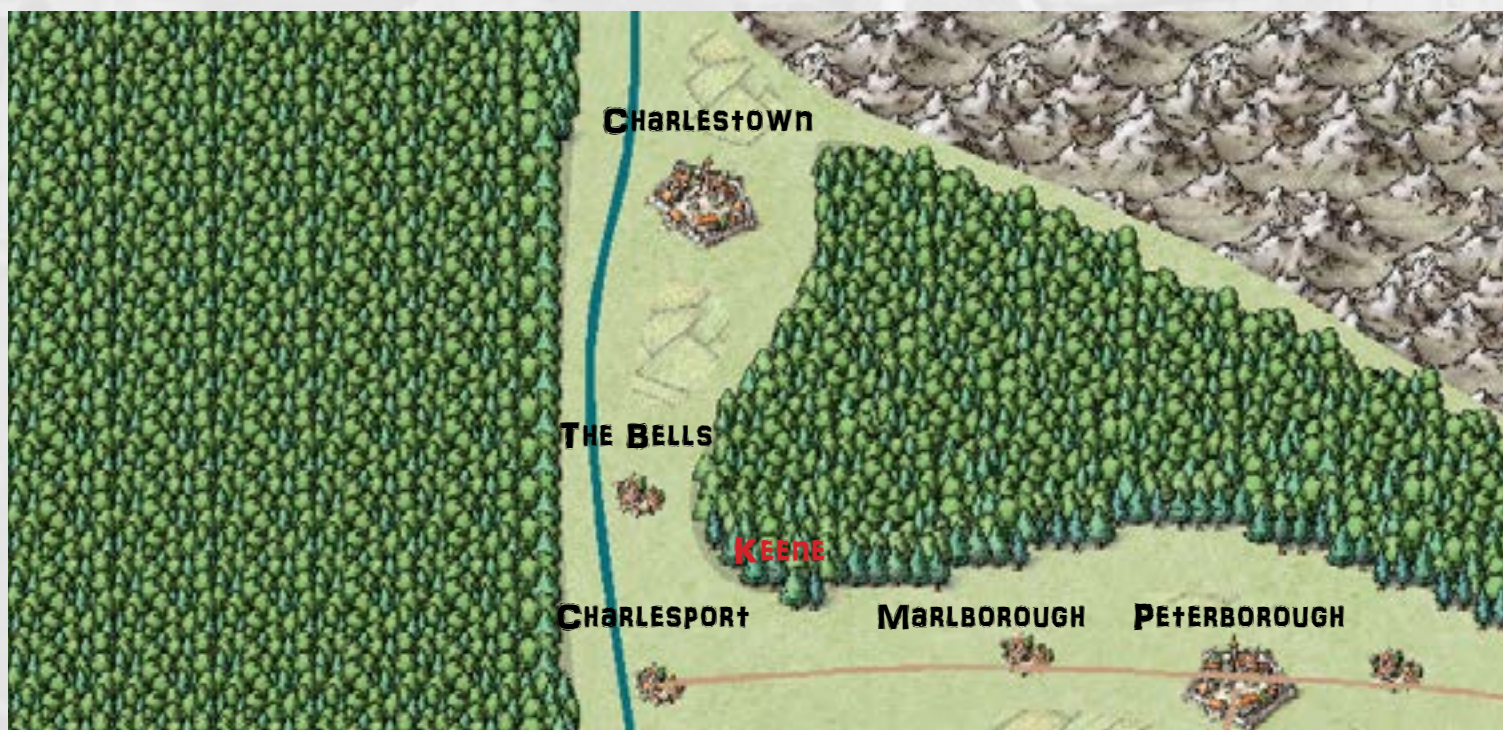 Charlestown
The Bells
Keene
Charlesport
Marlborough
Peterborough